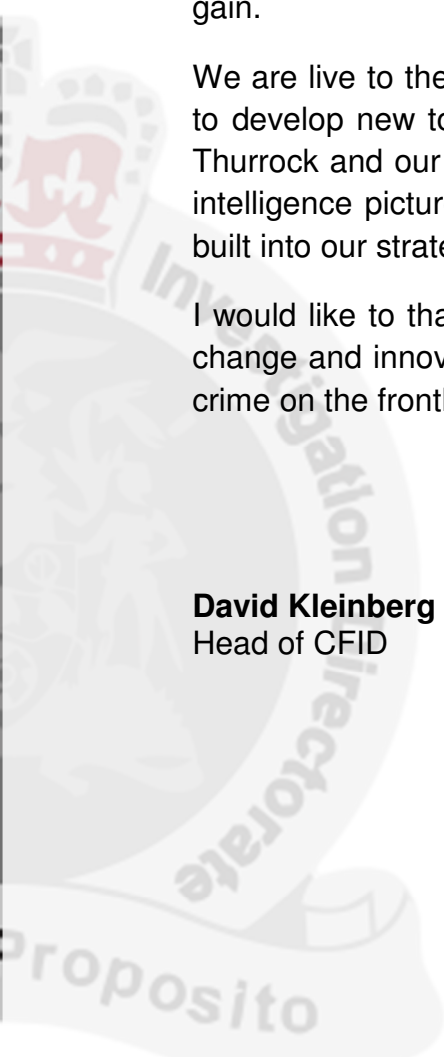 gain.
We are live to the
to develop new to
Thurrock and our
intelligence pictur
built into our strate
I would like to tha
change and innov
crime on the frontl
David Kleinberg
Head of CFID
Investigation Directorate
Proposito